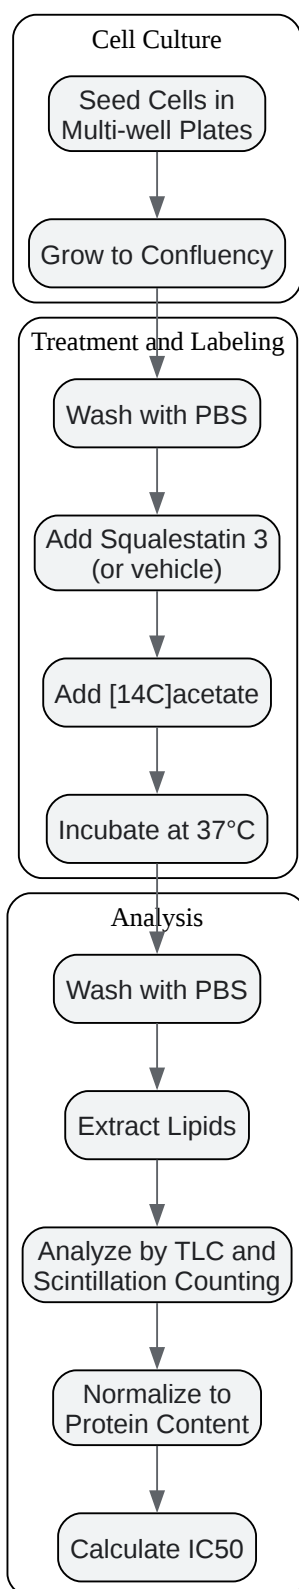 Cell Culture
Seed Cells in
Multi-well Plates
Grow to Confluency
Treatment and Labeling
Wash with PBS
Add Squalestatin 3
(or vehicle)
Add [14C]acetate
Incubate at 37°C
Analysis
Wash with PBS
Extract Lipids
Analyze by TLC and
Scintillation Counting
Normalize to
Protein Content
Calculate IC50